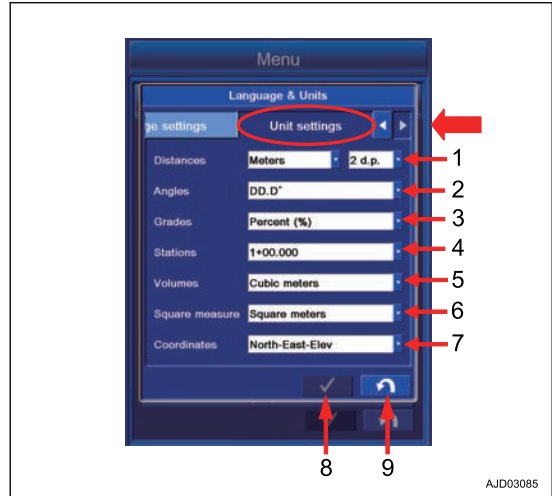 Menu
Language & Units
ge settings Unit settings
Distances Meters 2 d.p. 1
Angles DD.D° 2
Grades Percent (%) 3
Stations 1+00.000 4
Volumes Cubic meters 5
Square measure Square meters 6
Coordinates North-East-Elev 7
8 9
AJD03085